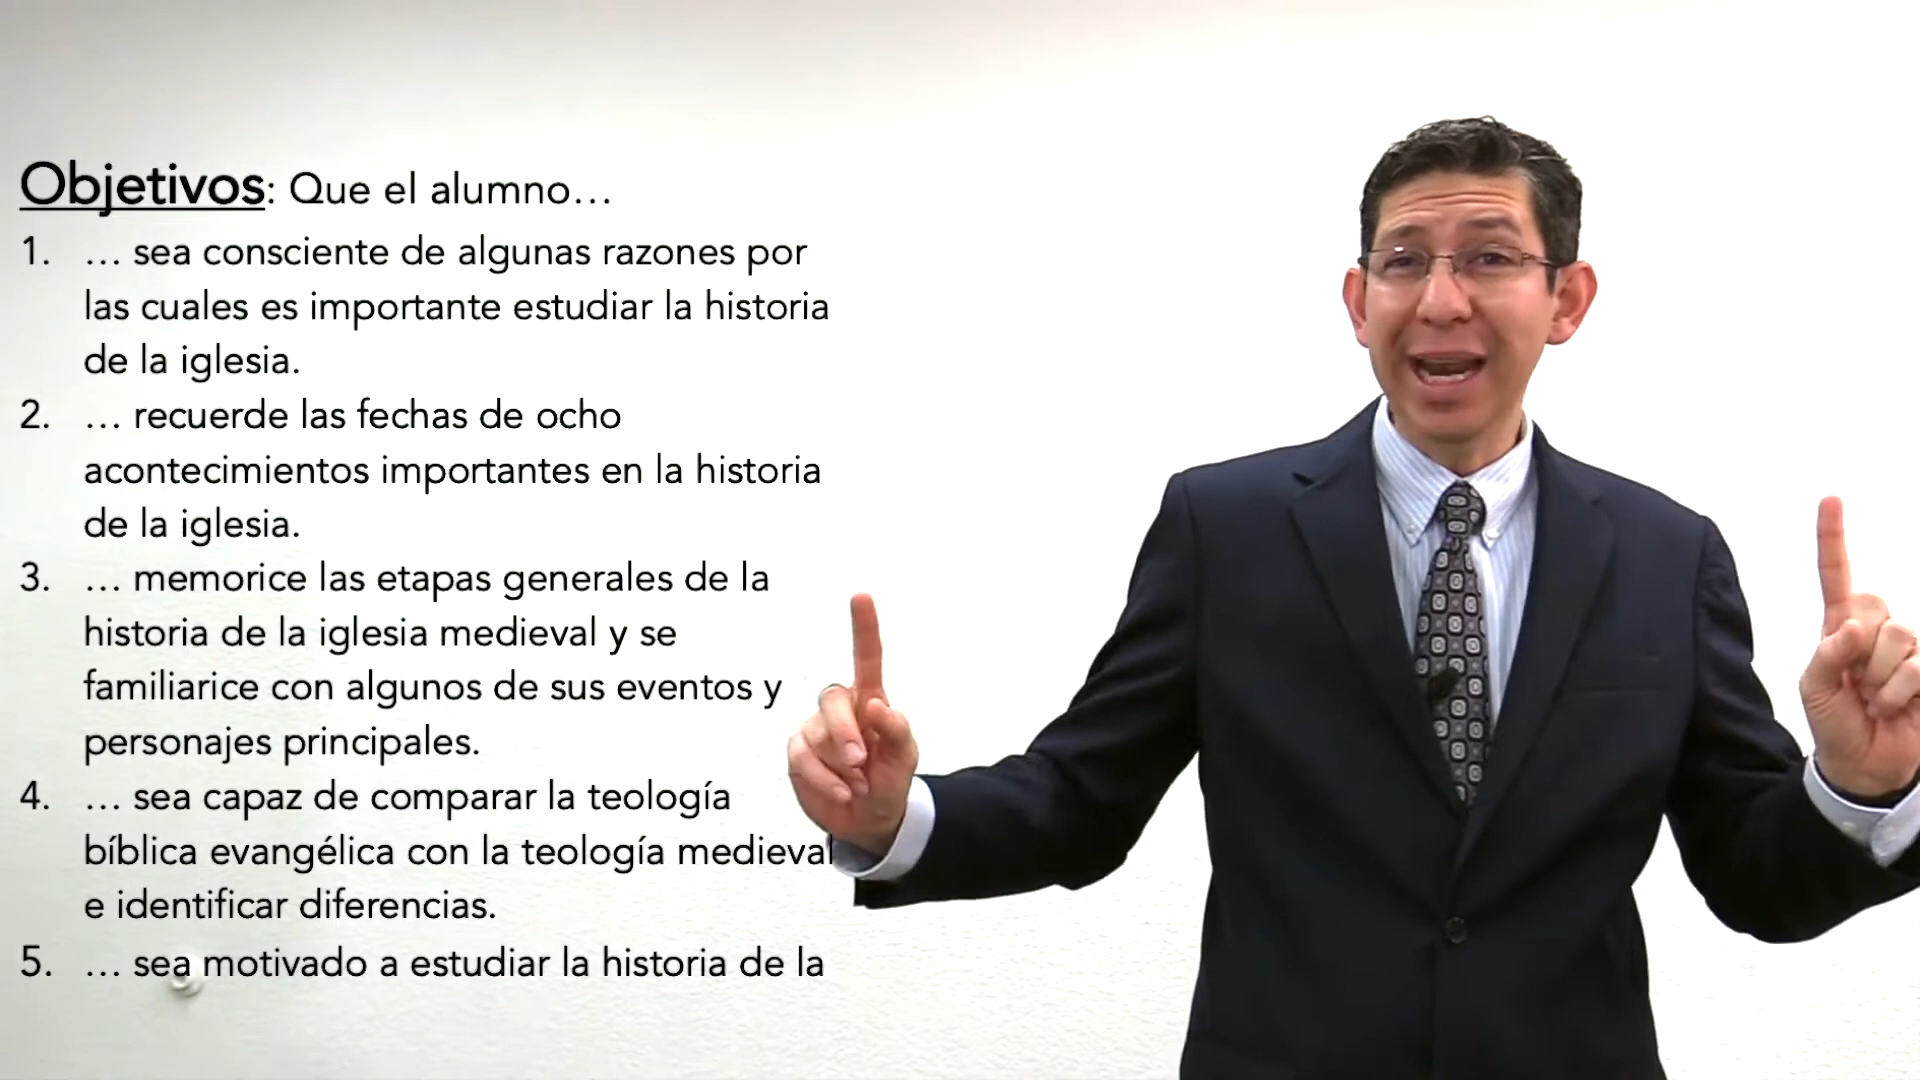 Objetivos: Que el alumno…
1. … sea consciente de algunas razones por
las cuales es importante estudiar la historia
de la iglesia.
2. … recuerde las fechas de ocho
acontecimientos importantes en la historia
de la iglesia.
3. … memorice las etapas generales de la
historia de la iglesia medieval y se
familiarice con algunos de sus eventos y
personajes principales.
4. … sea capaz de comparar la teología
bíblica evangélica con la teología medieval
e identificar diferencias.
5. … sea motivado a estudiar la historia de la